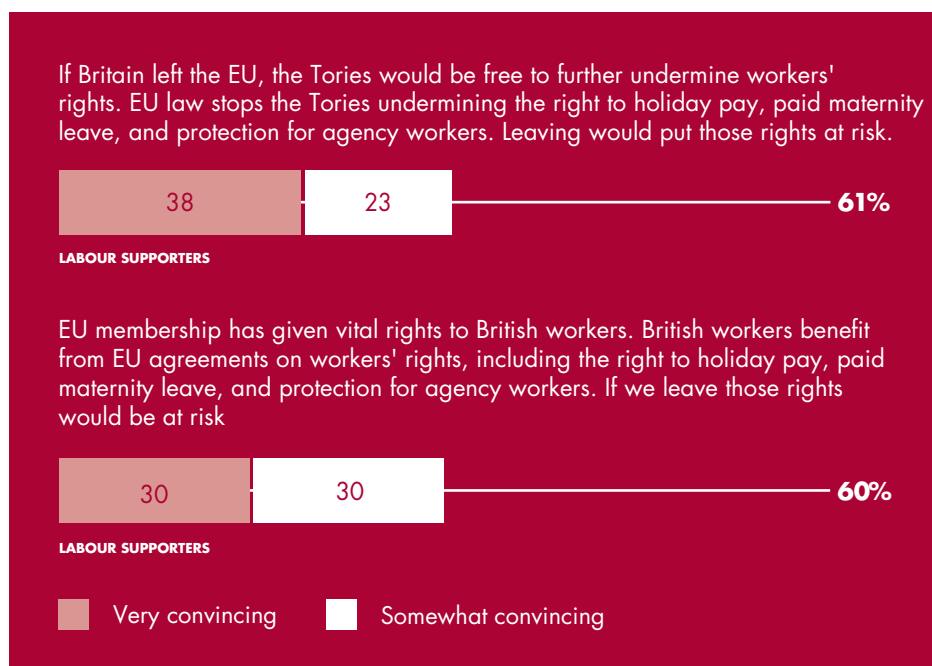 If Britain left the EU, the Tories would be free to further undermine workers'
rights. EU law stops the Tories undermining the right to holiday pay, paid maternity
leave, and protection for agency workers. Leaving would put those rights at risk.
38 23 61%
LABOUR SUPPORTERS
EU membership has given vital rights to British workers. British workers benefit
from EU agreements on workers' rights, including the right to holiday pay, paid
maternity leave, and protection for agency workers. If we leave those rights
would be at risk
30 30 60%
LABOUR SUPPORTERS
Very convincing Somewhat convincing